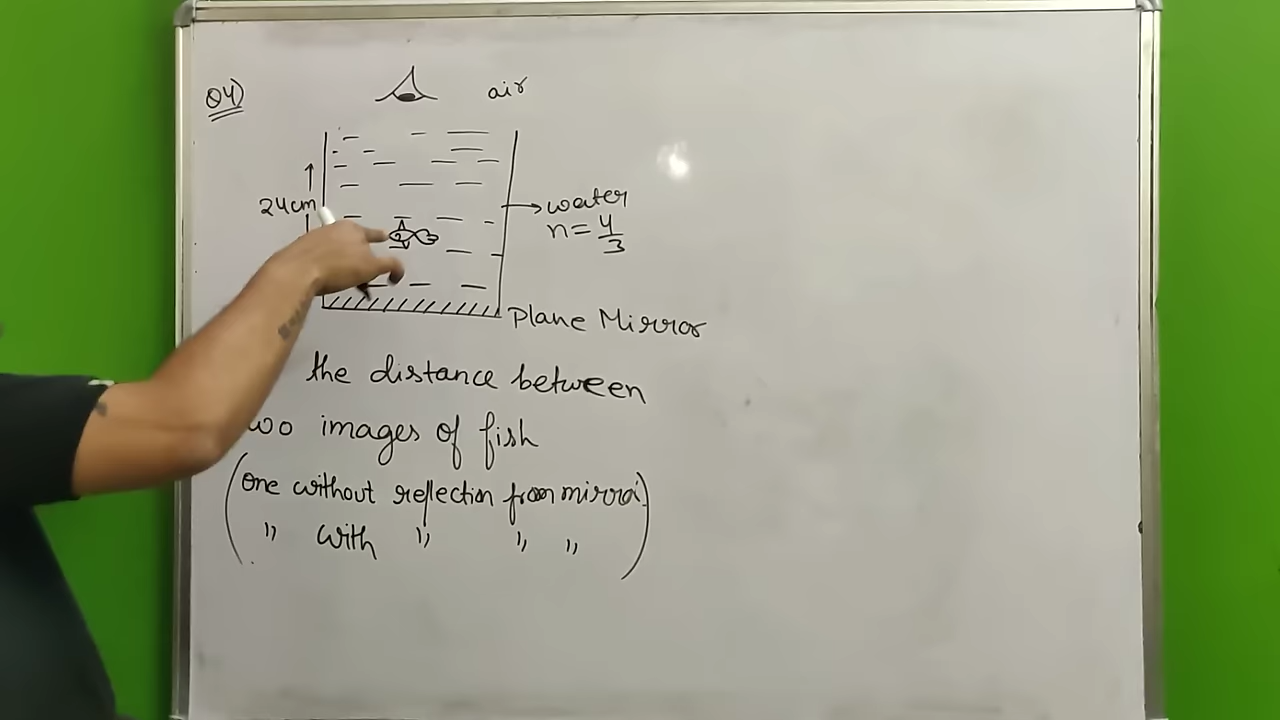 Q4)
air
24cm
water
n=4/3
Plane Mirror
the distance between
images of fish
(One without reflection from mirror
" with " " ")